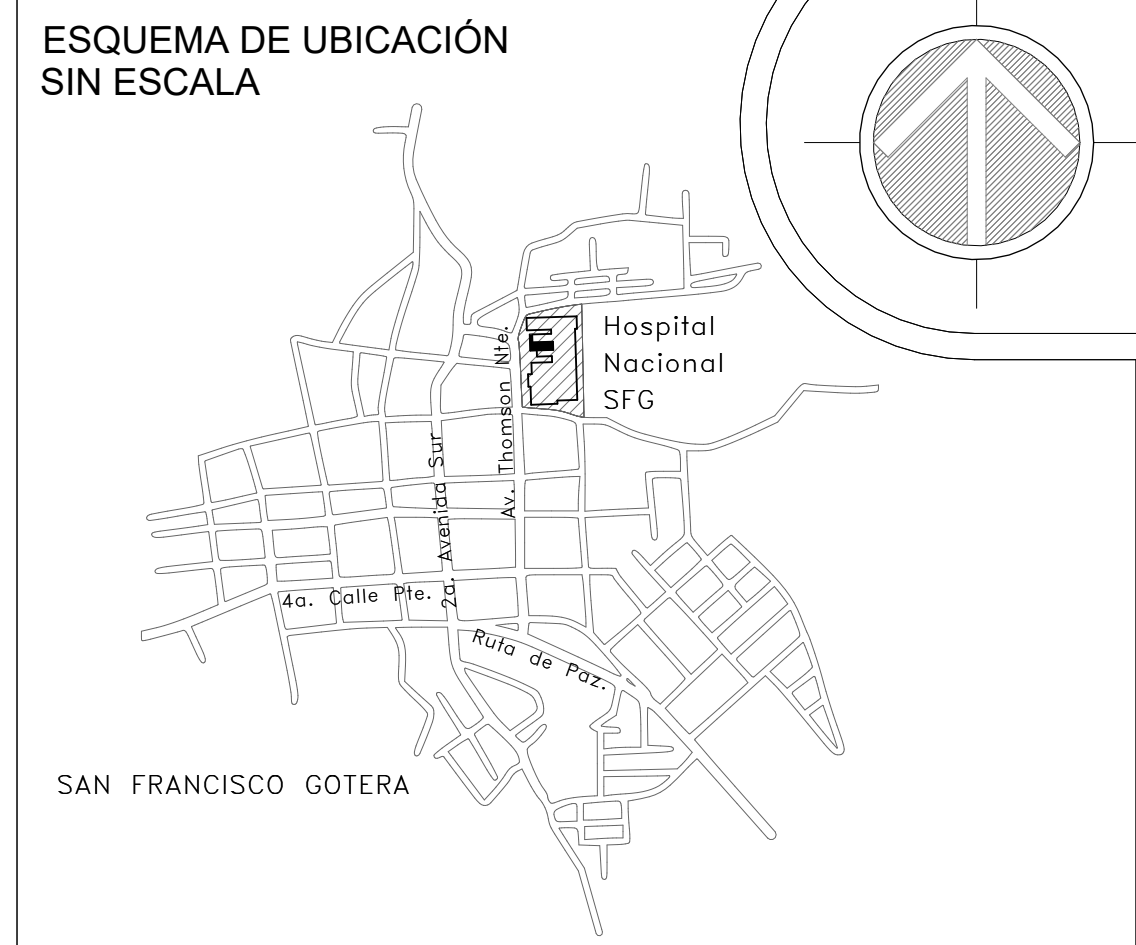 ESQUEMA DE UBICACIÓN
SIN ESCALA
Hospital
Nacional
SFG
Av. Thomson Nte.
2a. Avenida Sur
4a. Calle Pte.
Ruta de Paz.
SAN FRANCISCO GOTERA